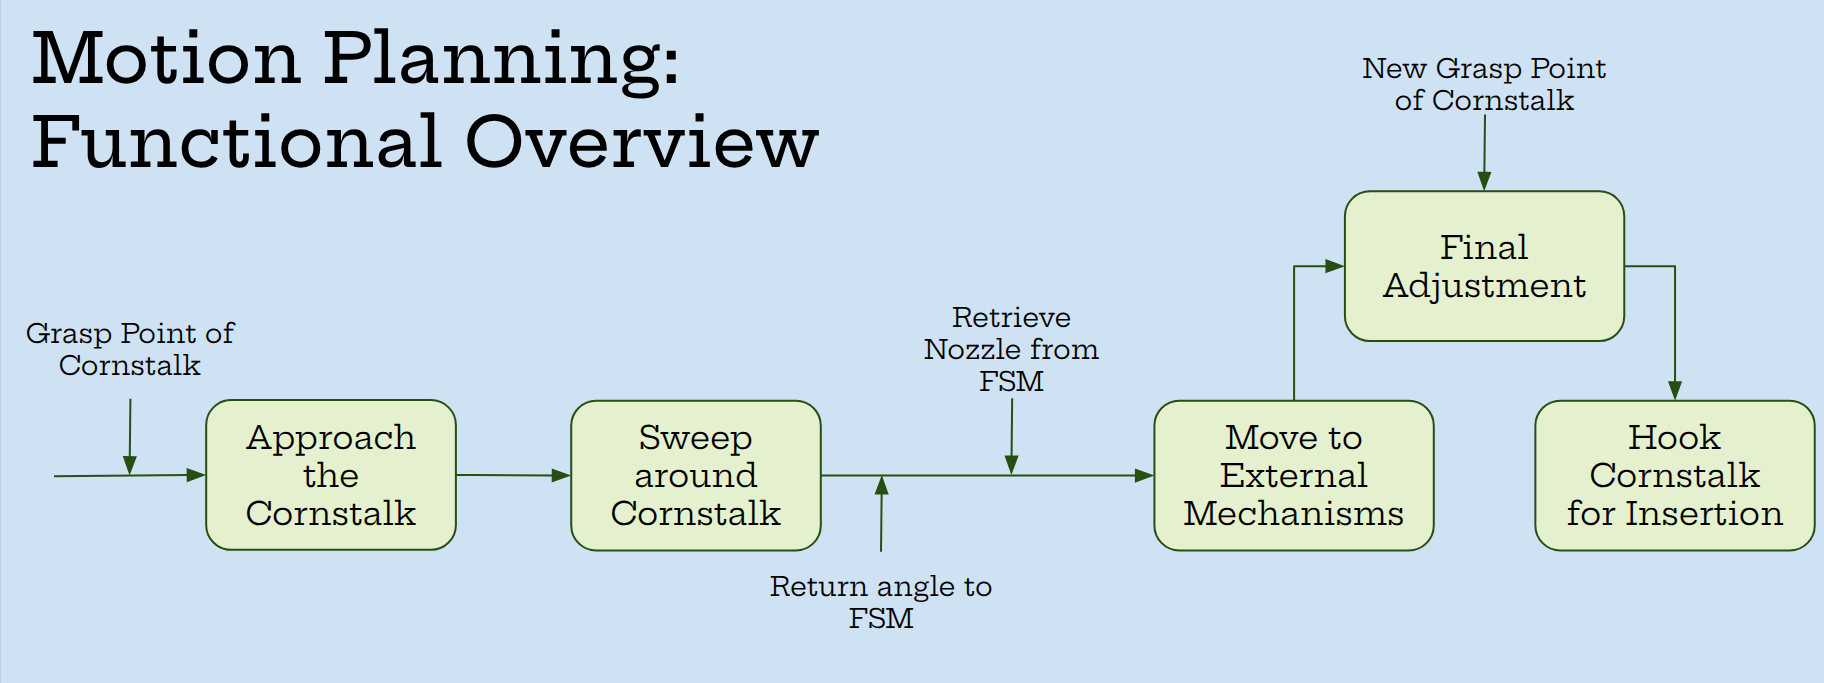 Motion Planning:
Functional Overview
New Grasp Point
of Cornstalk
Final
Adjustment
Grasp Point of
Cornstalk
Retrieve
Nozzle from
FSM
Approach
the
Cornstalk
Sweep
around
Cornstalk
Move to
External
Mechanisms
Hook
Cornstalk
for Insertion
Return angle to
FSM